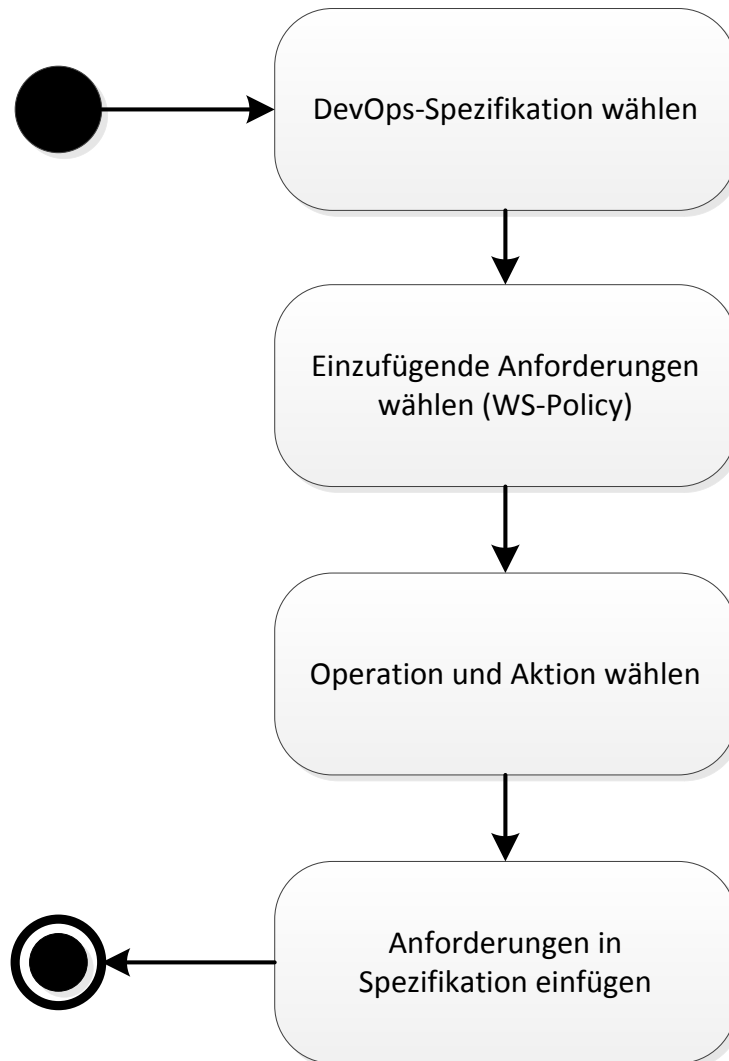 DevOps-Spezifikation wählen
Einzufügende Anforderungen
wählen (WS-Policy)
Operation und Aktion wählen
Anforderungen in
Spezifikation einfügen